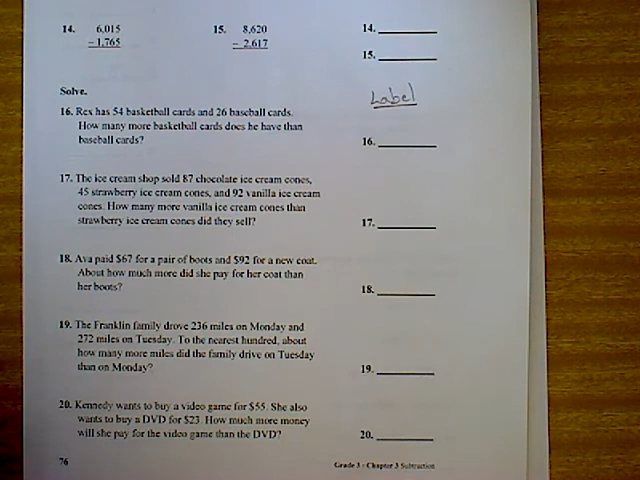 14. 6,015 15. 8,620 14.
− 1,765 − 2,617
15.
Solve.
Label
16. Rex has 54 basketball cards and 26 baseball cards.
How many more basketball cards does he have than
baseball cards? 16.
17. The ice cream shop sold 87 chocolate ice cream cones,
45 strawberry ice cream cones, and 92 vanilla ice cream
cones. How many more vanilla ice cream cones than
strawberry ice cream cones did they sell? 17.
18. Ava paid $67 for a pair of boots and $92 for a new coat.
About how much more did she pay for her coat than
her boots? 18.
19. The Franklin family drove 236 miles on Monday and
272 miles on Tuesday. To the nearest hundred, about
how many more miles did the family drive on Tuesday
than on Monday? 19.
20. Kennedy wants to buy a video game for $55. She also
wants to buy a DVD for $23. How much more money
will she pay for the video game than the DVD? 20.
76 Grade 3 - Chapter 3 Subtraction